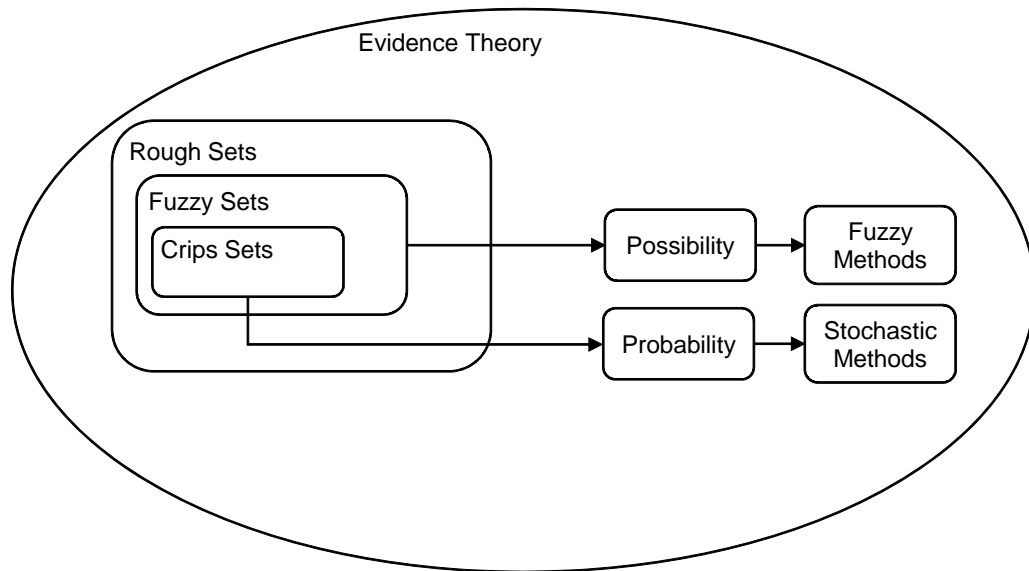 Evidence Theory
Rough Sets
Fuzzy Sets
Crips Sets
Possibility
Fuzzy
Methods
Probability
Stochastic
Methods